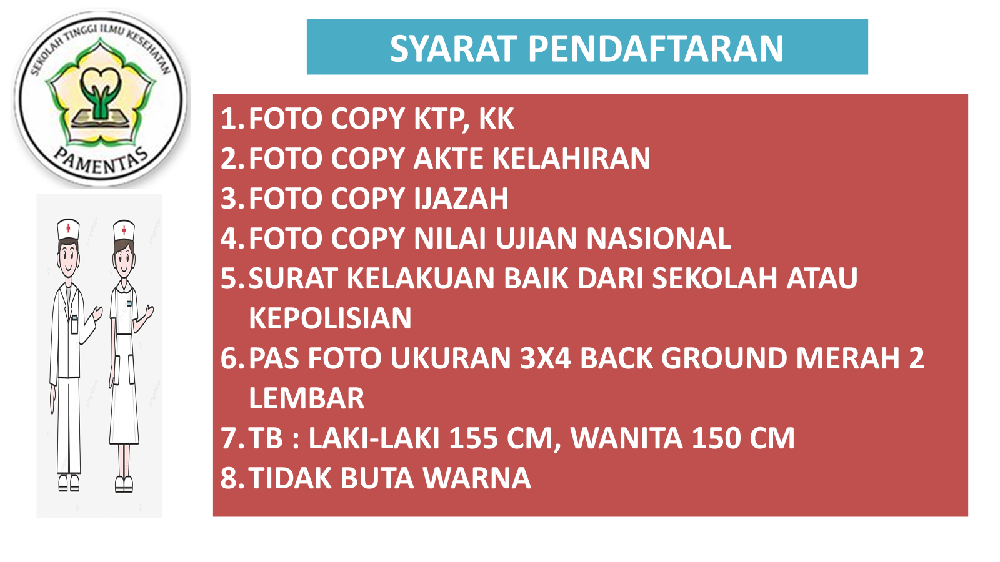 SEKOLAH TINGGI ILMU KESEHATAN
PAMENTAS
SYARAT PENDAFTARAN
1. FOTO COPY KTP, KK
2. FOTO COPY AKTE KELAHIRAN
3. FOTO COPY IJAZAH
4. FOTO COPY NILAI UJIAN NASIONAL
5. SURAT KELAKUAN BAIK DARI SEKOLAH ATAU
KEPOLISIAN
6. PAS FOTO UKURAN 3X4 BACK GROUND MERAH 2
LEMBAR
7. TB : LAKI-LAKI 155 CM, WANITA 150 CM
8. TIDAK BUTA WARNA